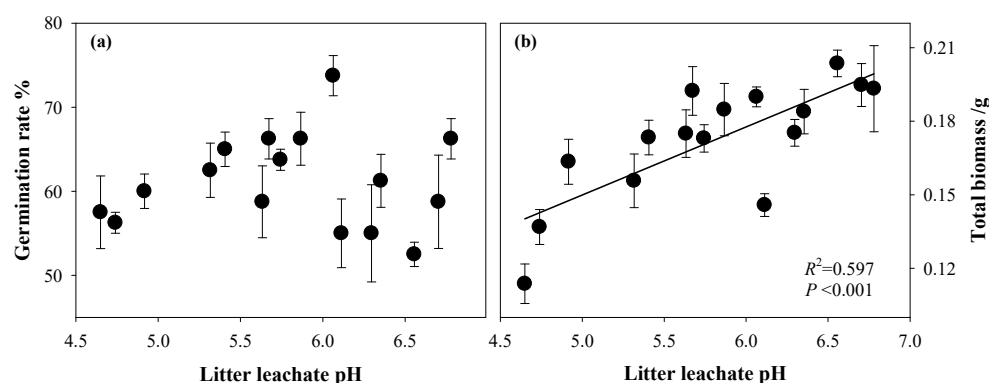 (a)
Germination rate %
80
70
60
50
4.5 5.0 5.5 6.0 6.5
Litter leachate pH
(b)
R²=0.597
P <0.001
Total biomass /g
0.21
0.18
0.15
0.12
4.5 5.0 5.5 6.0 6.5 7.0
Litter leachate pH